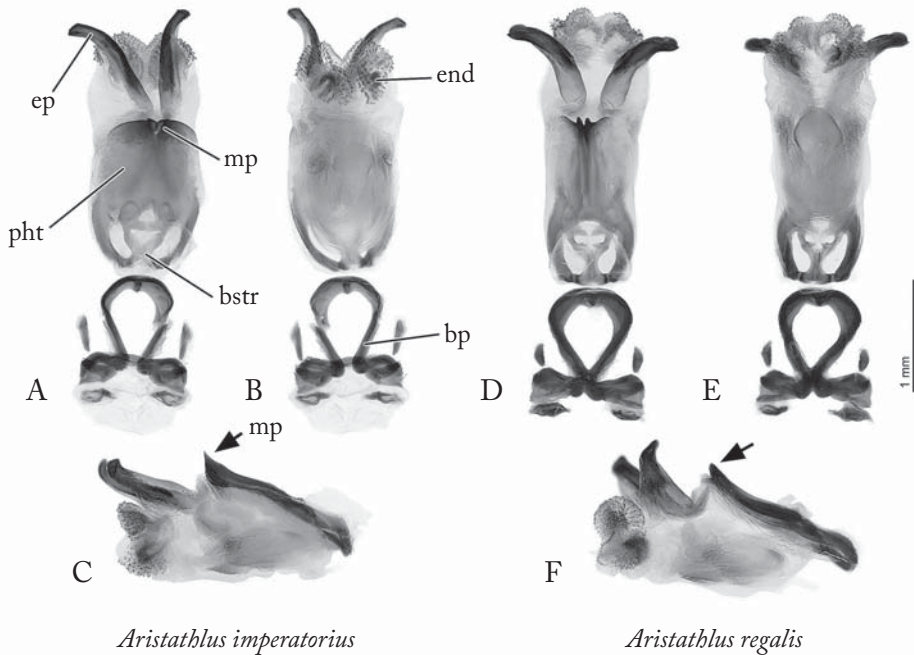 ep
end
mp
pht
bstr
bp
A
B
D
E
1 mm
mp
C
F
Aristathlus imperatorius
Aristathlus regalis